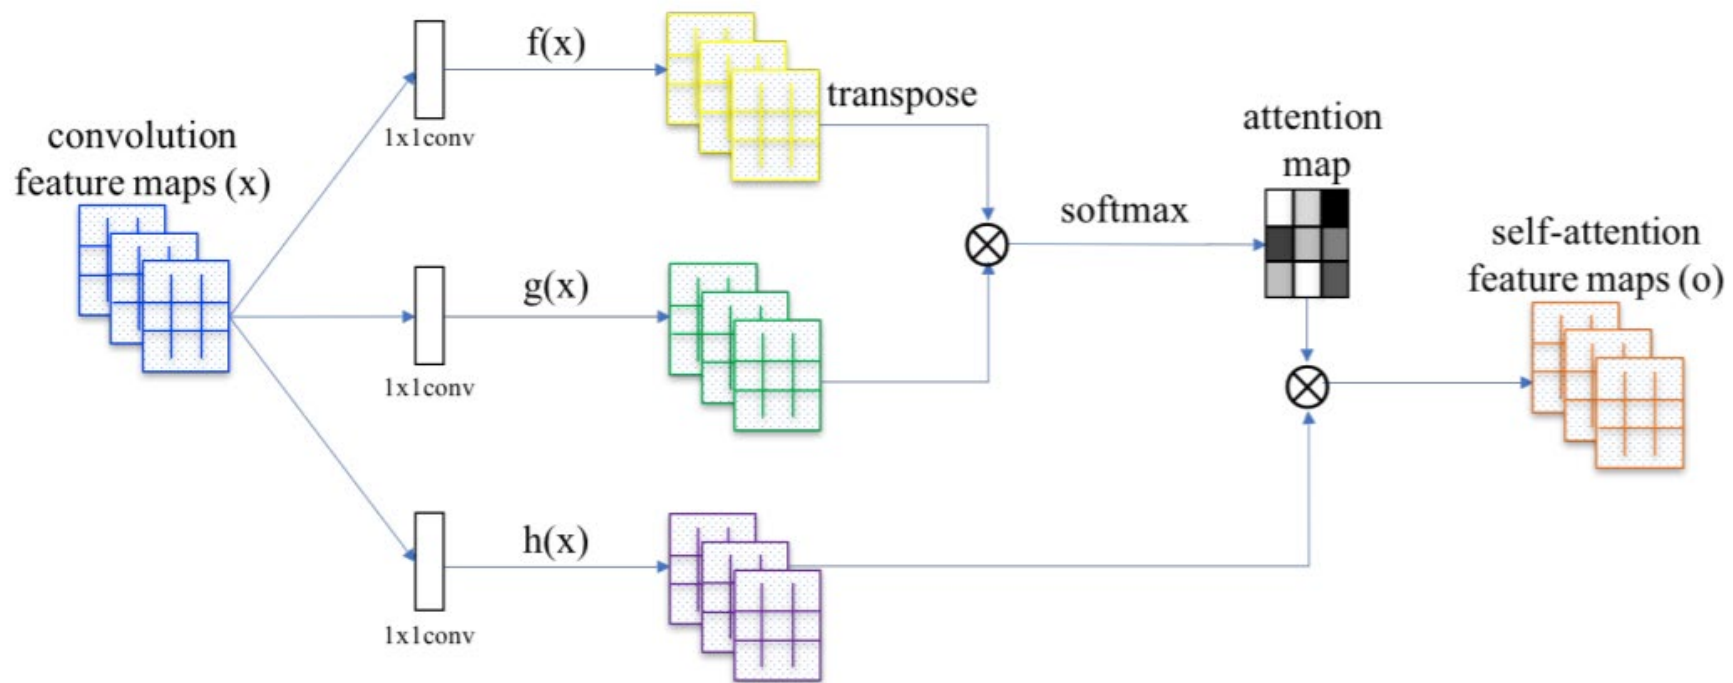 convolution
feature maps (x)
1x1conv
f(x)
transpose
1x1conv
g(x)
1x1conv
h(x)
softmax
attention
map
self-attention
feature maps (o)